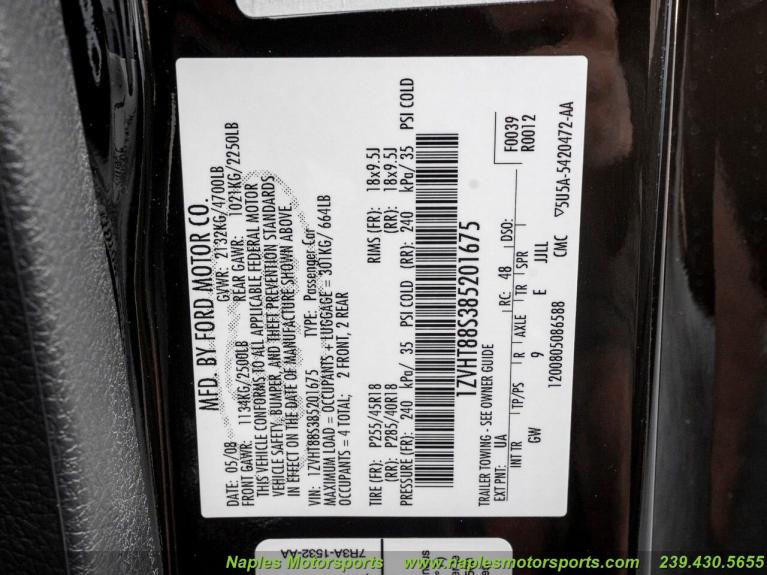 MFD. BY FORD MOTOR CO.
DATE: 05/08 GVWR: 2132KG/4700LB
FRONT GAWR: 1134KG/2500LB REAR GAWR: 1021KG/2250LB
THIS VEHICLE CONFORMS TO ALL APPLICABLE FEDERAL MOTOR
VEHICLE SAFETY, BUMPER, AND THEFT PREVENTION STANDARDS
IN EFFECT ON THE DATE OF MANUFACTURE SHOWN ABOVE.
VIN: 1ZVHT88S385201675 TYPE: Passenger Car
MAXIMUM LOAD = OCCUPANTS + LUGGAGE = 301KG/ 664LB
OCCUPANTS = 4 TOTAL; 2 FRONT, 2 REAR
TIRE (FR): P255/45R18 RIMS (FR): 18x9.5J
(RR): P285/40R18 (RR): 18x9.5J
PRESSURE (FR): 240 kPa/ 35 PSI COLD (RR): 240 kPa/ 35 PSI COLD
1ZVHT88S385201675
TRAILER TOWING - SEE OWNER GUIDE F0039
EXT PNT: UA RC: 48 DSO: R0012
INT TR TP/PS R AXLE TR SPR
GW 9 E JJLL
1200805086588 CMC ▽5U5A-5420472-AA
7R3A-1532-AA
Naples Motorsports www.naplesmotorsports.com 239.430.5655